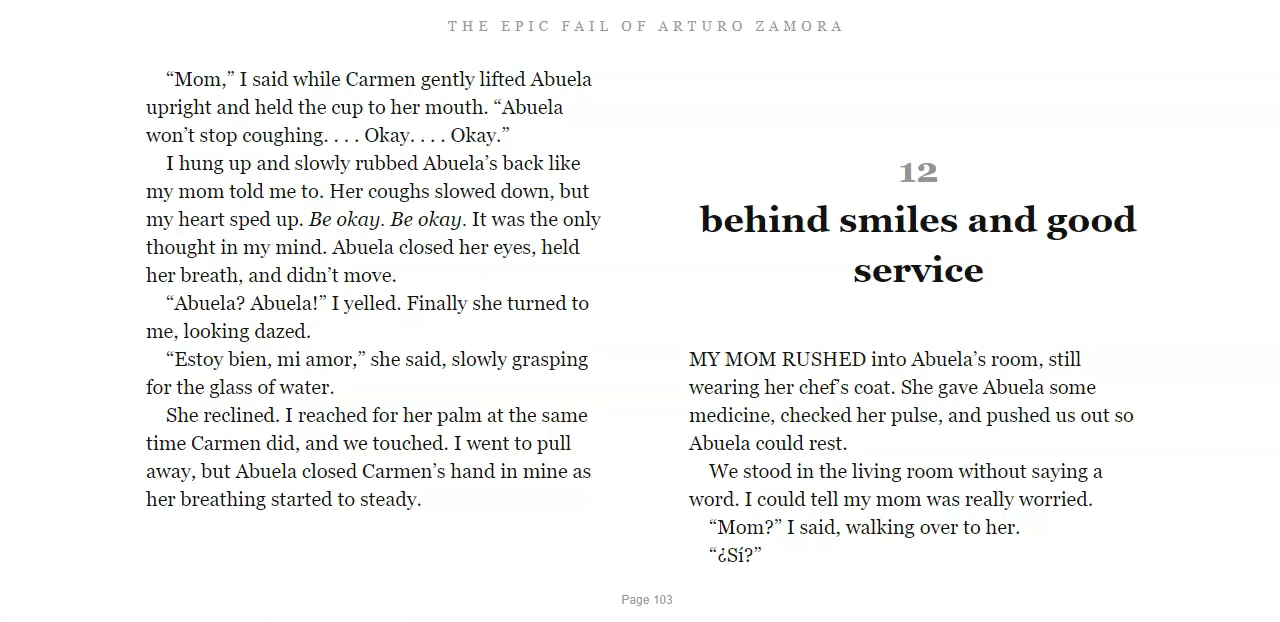 THE EPIC FAIL OF ARTURO ZAMORA
“Mom,” I said while Carmen gently lifted Abuela
upright and held the cup to her mouth. “Abuela
won’t stop coughing. . . . Okay. . . . Okay.”
I hung up and slowly rubbed Abuela’s back like
my mom told me to. Her coughs slowed down, but
my heart sped up. Be okay. Be okay. It was the only
thought in my mind. Abuela closed her eyes, held
her breath, and didn’t move.
“Abuela? Abuela!” I yelled. Finally she turned to
me, looking dazed.
“Estoy bien, mi amor,” she said, slowly grasping
for the glass of water.
She reclined. I reached for her palm at the same
time Carmen did, and we touched. I went to pull
away, but Abuela closed Carmen’s hand in mine as
her breathing started to steady.
12
behind smiles and good
service
MY MOM RUSHED into Abuela’s room, still
wearing her chef’s coat. She gave Abuela some
medicine, checked her pulse, and pushed us out so
Abuela could rest.
We stood in the living room without saying a
word. I could tell my mom was really worried.
“Mom?” I said, walking over to her.
“¿Sí?”
Page 103